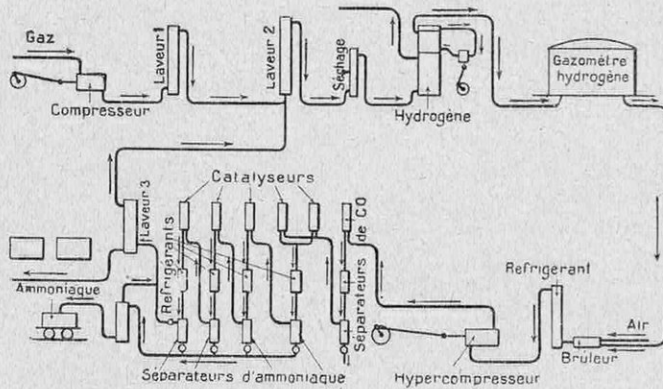 Gaz
Compresseur
Laveur 1
Laveur 2
Séchage
Hydrogène
Gazomètre
hydrogène
Catalyseurs
Laveur 3
Réfrigérants
Séparateurs de CO
Réfrigérant
Ammoniaque
Air
Brûleur
Séparateurs d'ammoniaque
Hypercompresseur